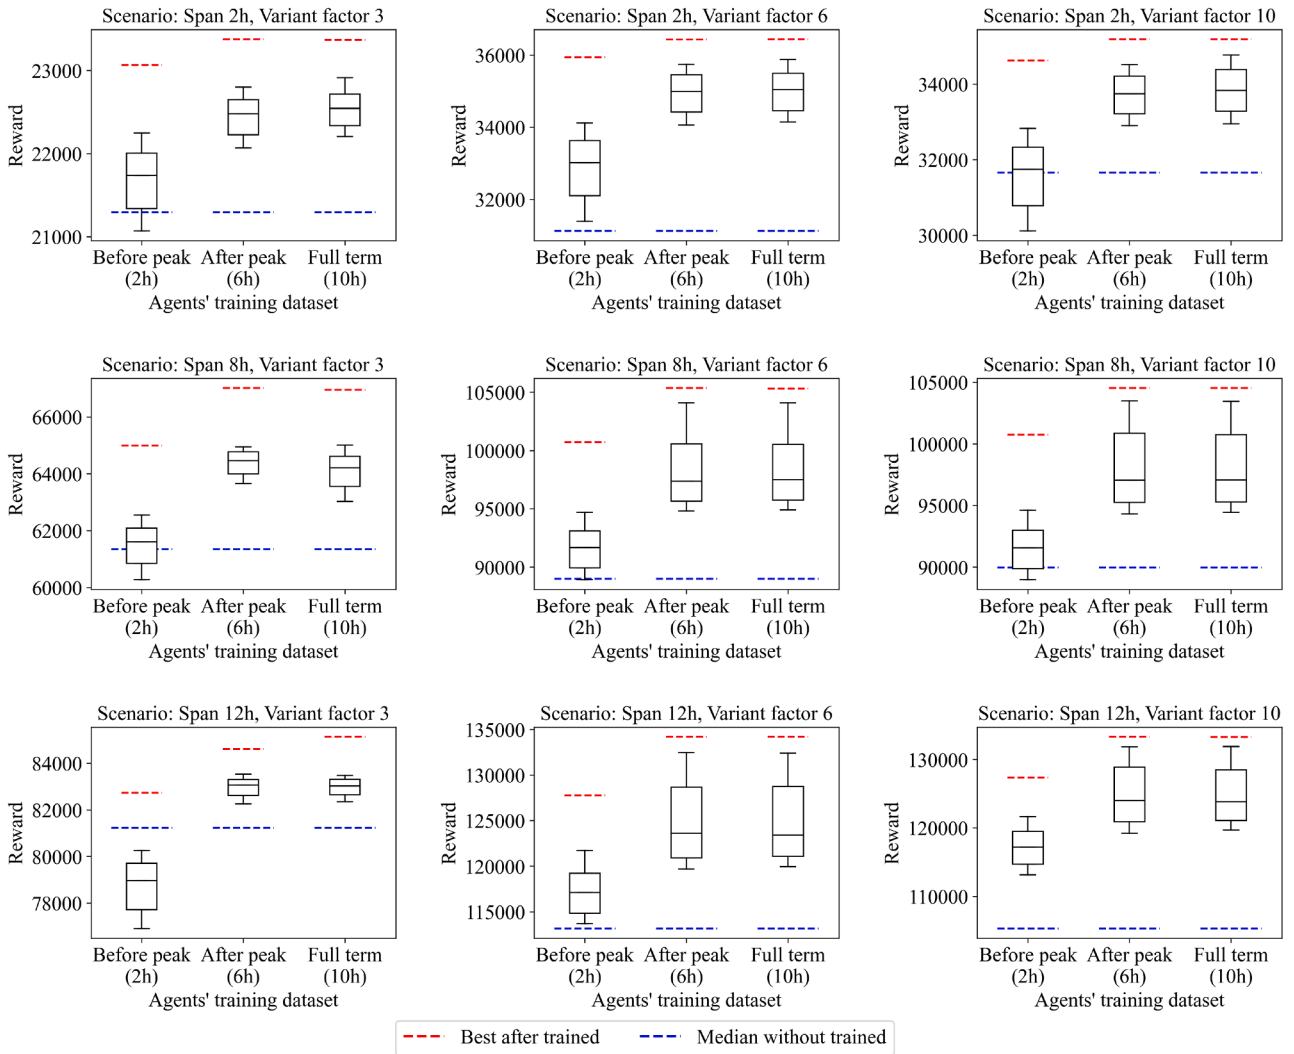 Scenario: Span 2h, Variant factor 3
Reward
23000
22000
21000
Before peak (2h)
After peak (6h)
Full term (10h)
Agents' training dataset
Scenario: Span 2h, Variant factor 6
Reward
36000
34000
32000
Before peak (2h)
After peak (6h)
Full term (10h)
Agents' training dataset
Scenario: Span 2h, Variant factor 10
Reward
34000
32000
30000
Before peak (2h)
After peak (6h)
Full term (10h)
Agents' training dataset
Scenario: Span 8h, Variant factor 3
Reward
66000
64000
62000
60000
Before peak (2h)
After peak (6h)
Full term (10h)
Agents' training dataset
Scenario: Span 8h, Variant factor 6
Reward
105000
100000
95000
90000
Before peak (2h)
After peak (6h)
Full term (10h)
Agents' training dataset
Scenario: Span 8h, Variant factor 10
Reward
105000
100000
95000
90000
Before peak (2h)
After peak (6h)
Full term (10h)
Agents' training dataset
Scenario: Span 12h, Variant factor 3
Reward
84000
82000
80000
78000
Before peak (2h)
After peak (6h)
Full term (10h)
Agents' training dataset
Scenario: Span 12h, Variant factor 6
Reward
135000
130000
125000
120000
115000
Before peak (2h)
After peak (6h)
Full term (10h)
Agents' training dataset
Scenario: Span 12h, Variant factor 10
Reward
130000
120000
110000
Before peak (2h)
After peak (6h)
Full term (10h)
Agents' training dataset
Best after trained
Median without trained